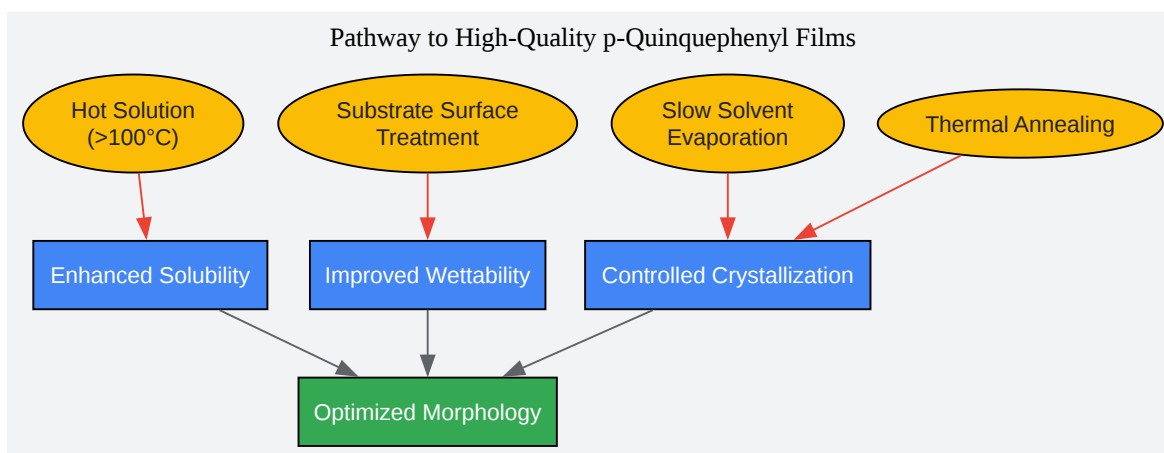 Pathway to High-Quality p-Quinquephenyl Films
Hot Solution
(>100°C)
Substrate Surface
Treatment
Slow Solvent
Evaporation
Thermal Annealing
Enhanced Solubility
Improved Wettability
Controlled Crystallization
Optimized Morphology